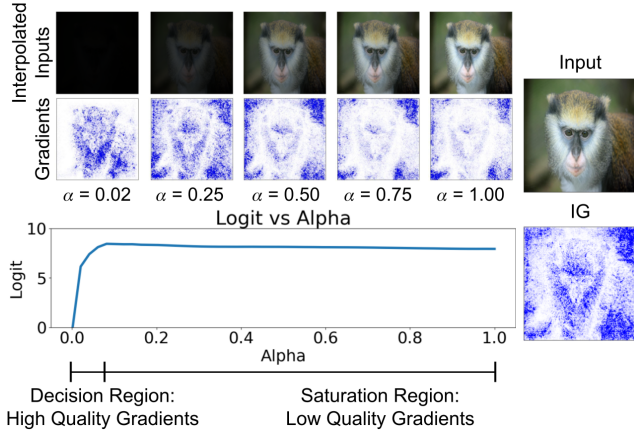 Interpolated
Inputs
Gradients
α = 0.02
α = 0.25
α = 0.50
α = 0.75
α = 1.00
Input
IG
Logit vs Alpha
10
5
0
Logit
0.0
0.2
0.4
0.6
0.8
1.0
Alpha
Decision Region:
High Quality Gradients
Saturation Region:
Low Quality Gradients